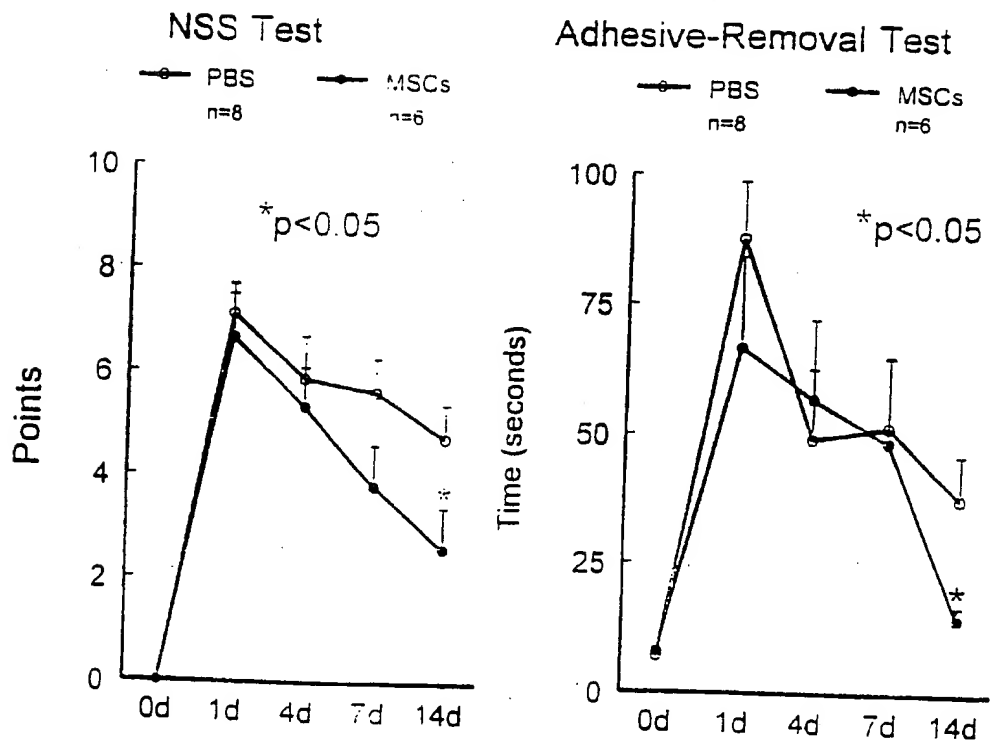 NSS Test
PBS MSCs
n=8 n=6
10
8
6
4
2
0
*p<0.05
*
Points
0d 1d 4d 7d 14d
Adhesive-Removal Test
PBS MSCs
n=8 n=6
100
75
50
25
0
*p<0.05
*
Time (seconds)
0d 1d 4d 7d 14d